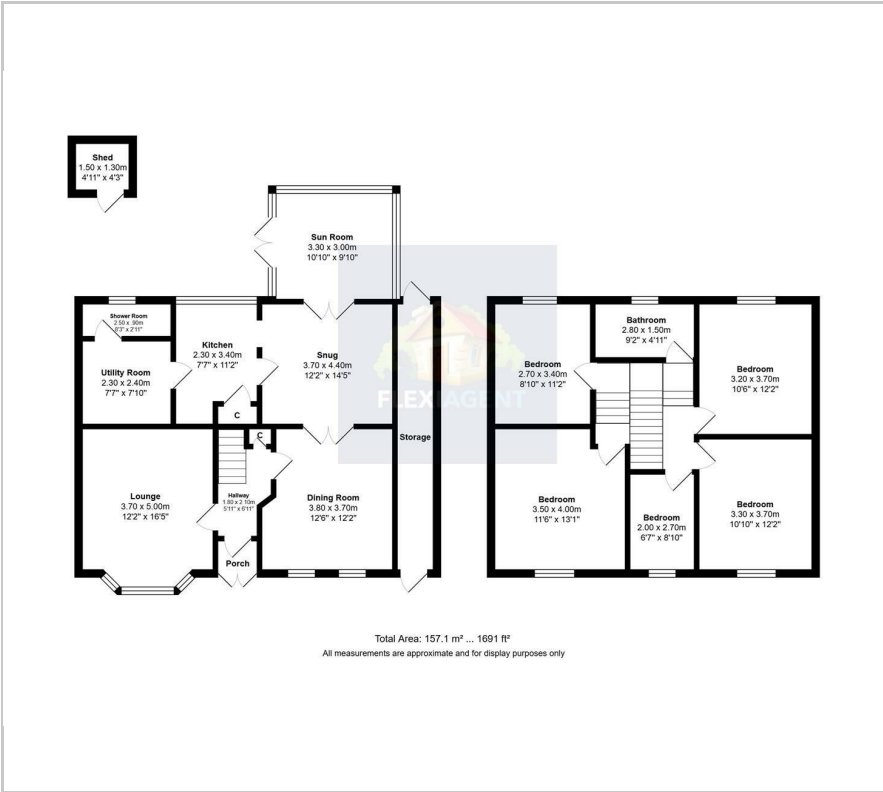 Shed
1.50 x 1.30m
4'11" x 4'3"
Sun Room
3.30 x 3.00m
10'10" x 9'10"
Shower Room
2.50 x .90m
8'3" x 2'11"
Kitchen
2.30 x 3.40m
7'7" x 11'2"
Snug
3.70 x 4.40m
12'2" x 14'5"
Utility Room
2.30 x 2.40m
7'7" x 7'10"
C
C
Storage
Lounge
3.70 x 5.00m
12'2" x 16'5"
Hallway
1.80 x 2.10m
5'11" x 6'11"
Dining Room
3.80 x 3.70m
12'6" x 12'2"
Porch
Bathroom
2.80 x 1.50m
9'2" x 4'11"
Bedroom
2.70 x 3.40m
8'10" x 11'2"
Bedroom
3.20 x 3.70m
10'6" x 12'2"
Bedroom
3.50 x 4.00m
11'6" x 13'1"
Bedroom
2.00 x 2.70m
6'7" x 8'10"
Bedroom
3.30 x 3.70m
10'10" x 12'2"
FLEXIAGENT
Total Area: 157.1 m² ... 1691 ft²
All measurements are approximate and for display purposes only